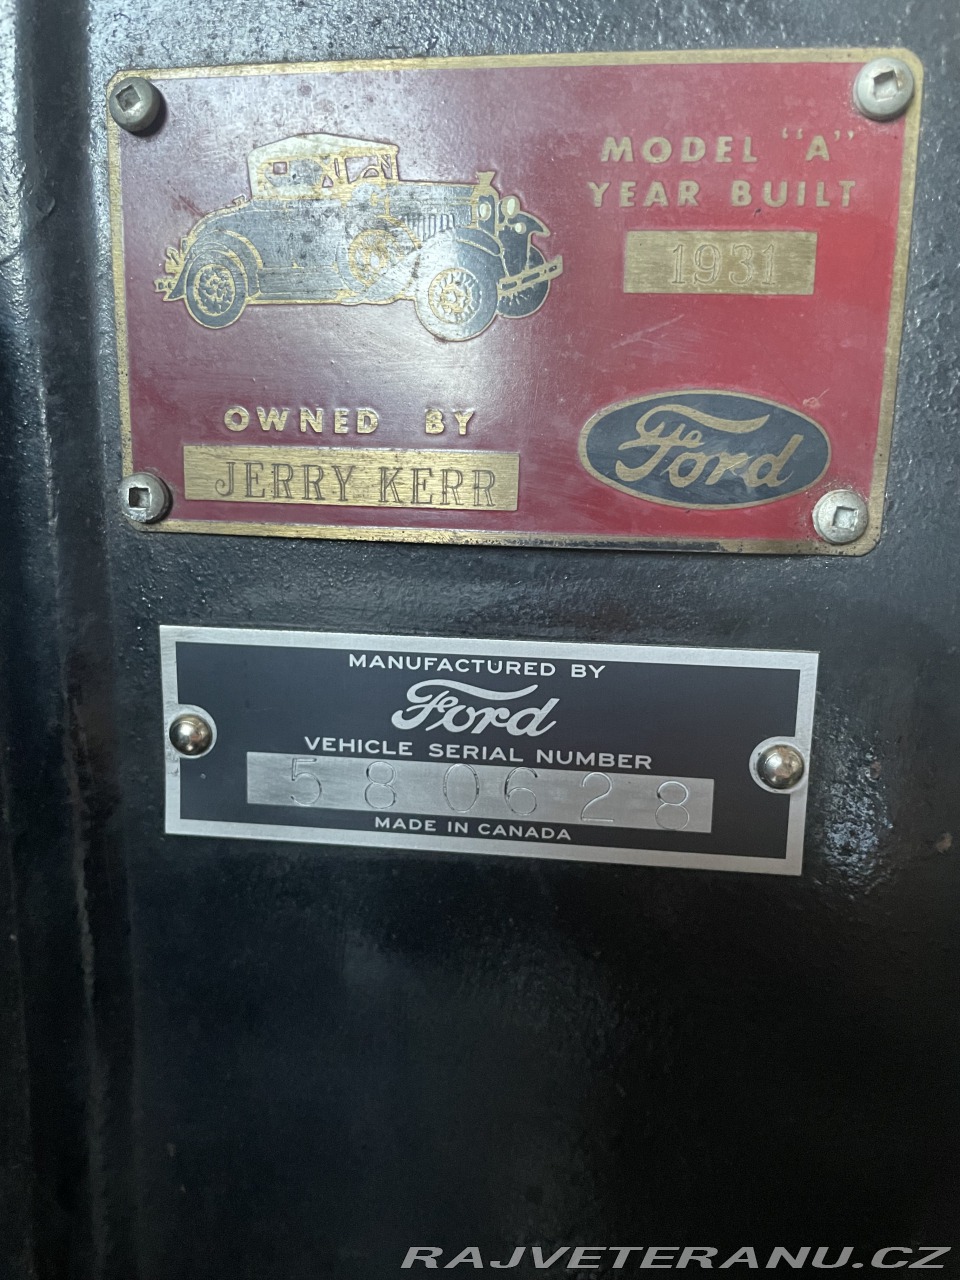 MODEL "A"
YEAR BUILT
1931
OWNED BY
JERRY KERR
Ford
MANUFACTURED BY
Ford
VEHICLE SERIAL NUMBER
580628
MADE IN CANADA
RAJVETERANU.CZ